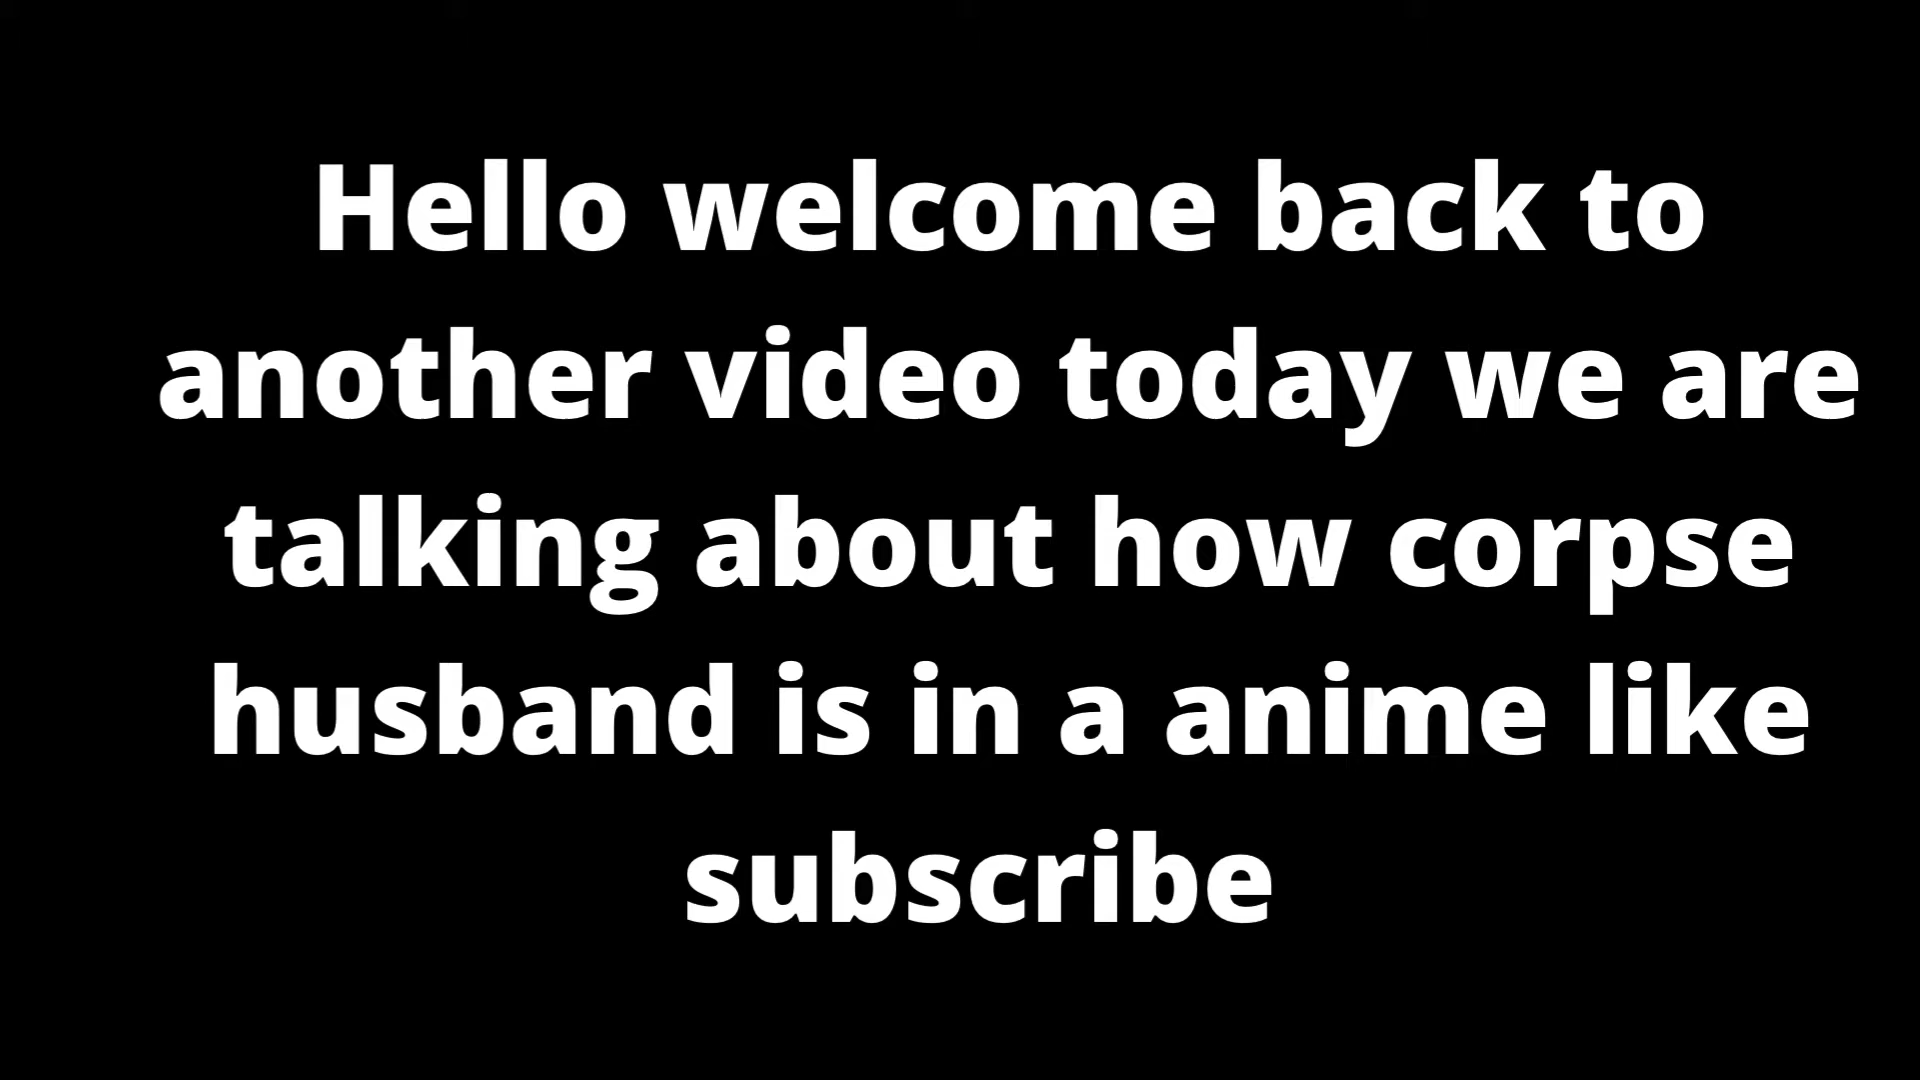 Hello welcome back to
another video today we are
talking about how corpse
husband is in a anime like
subscribe